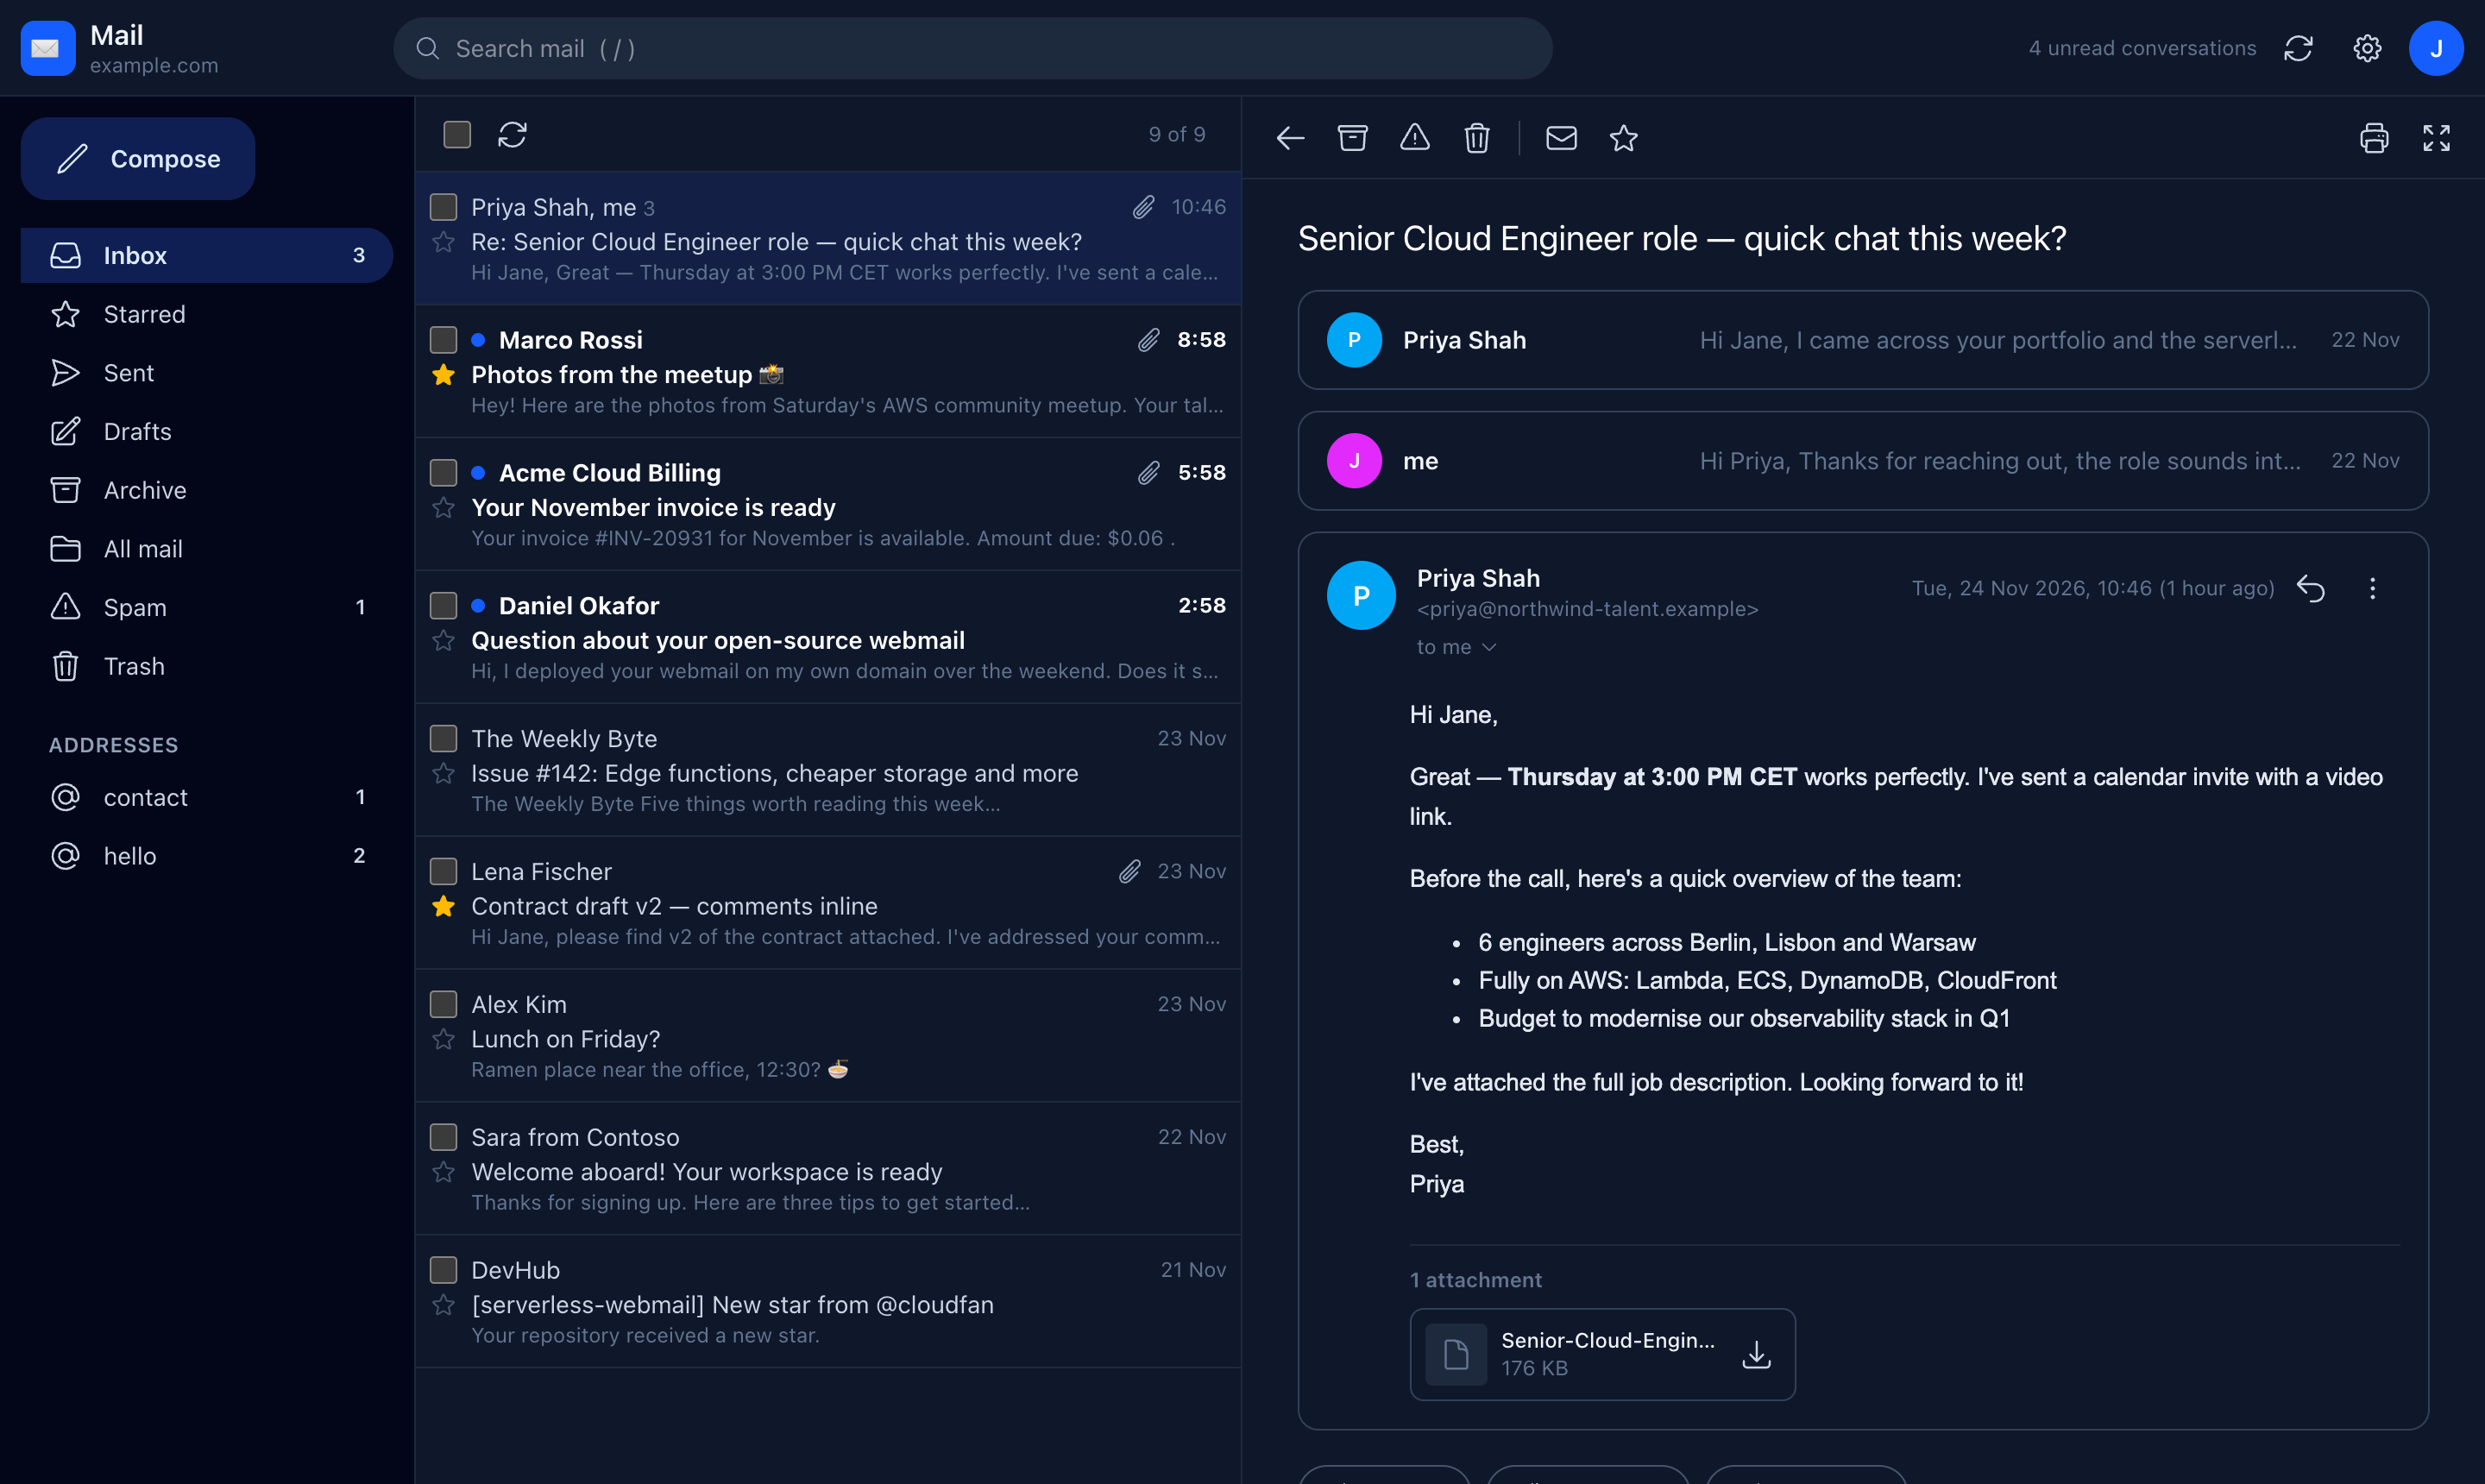 Mail
example.com
Search mail ( / )
4 unread conversations
J
Compose
Inbox 3
Starred
Sent
Drafts
Archive
All mail
Spam 1
Trash
ADDRESSES
contact 1
hello 2
9 of 9
Priya Shah, me 3 10:46
Re: Senior Cloud Engineer role — quick chat this week?
Hi Jane, Great — Thursday at 3:00 PM CET works perfectly. I've sent a cale...
Marco Rossi 8:58
Photos from the meetup 📸
Hey! Here are the photos from Saturday's AWS community meetup. Your tal...
Acme Cloud Billing 5:58
Your November invoice is ready
Your invoice #INV-20931 for November is available. Amount due: $0.06 .
Daniel Okafor 2:58
Question about your open-source webmail
Hi, I deployed your webmail on my own domain over the weekend. Does it s...
The Weekly Byte 23 Nov
Issue #142: Edge functions, cheaper storage and more
The Weekly Byte Five things worth reading this week...
Lena Fischer 23 Nov
Contract draft v2 — comments inline
Hi Jane, please find v2 of the contract attached. I've addressed your comm...
Alex Kim 23 Nov
Lunch on Friday?
Ramen place near the office, 12:30? 🍜
Sara from Contoso 22 Nov
Welcome aboard! Your workspace is ready
Thanks for signing up. Here are three tips to get started...
DevHub 21 Nov
[serverless-webmail] New star from @cloudfan
Your repository received a new star.
Senior Cloud Engineer role — quick chat this week?
P Priya Shah Hi Jane, I came across your portfolio and the serverl... 22 Nov
J me Hi Priya, Thanks for reaching out, the role sounds int... 22 Nov
P
Priya Shah Tue, 24 Nov 2026, 10:46 (1 hour ago)
<priya@northwind-talent.example>
to me
Hi Jane,
Great — Thursday at 3:00 PM CET works perfectly. I've sent a calendar invite with a video
link.
Before the call, here's a quick overview of the team:
• 6 engineers across Berlin, Lisbon and Warsaw
• Fully on AWS: Lambda, ECS, DynamoDB, CloudFront
• Budget to modernise our observability stack in Q1
I've attached the full job description. Looking forward to it!
Best,
Priya
1 attachment
Senior-Cloud-Engin...
176 KB